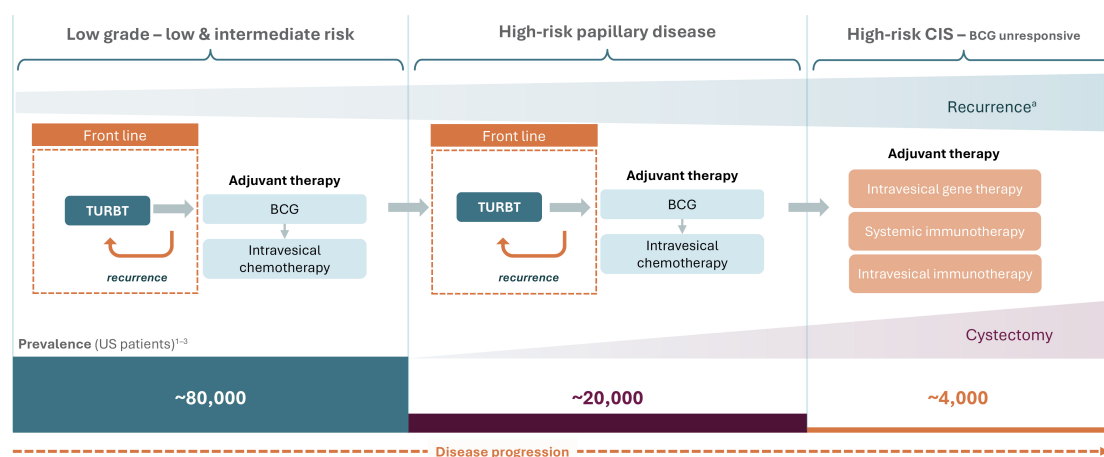 Low grade – low & intermediate risk
High-risk papillary disease
High-risk CIS – BCG unresponsive
Recurrenceᵃ
Front line
TURBT
recurrence
Adjuvant therapy
BCG
Intravesical
chemotherapy
Front line
TURBT
recurrence
Adjuvant therapy
BCG
Intravesical
chemotherapy
Adjuvant therapy
Intravesical gene therapy
Systemic immunotherapy
Intravesical immunotherapy
Cystectomy
Prevalence (US patients)¹⁻³
~80,000
~20,000
~4,000
Disease progression